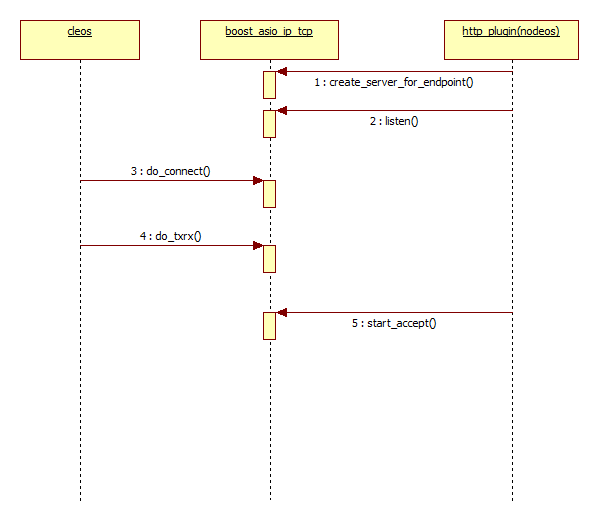 cleos
boost_asio_ip_tcp
http_plugin(nodeos)
1 : create_server_for_endpoint()
2 : listen()
3 : do_connect()
4 : do_txrx()
5 : start_accept()